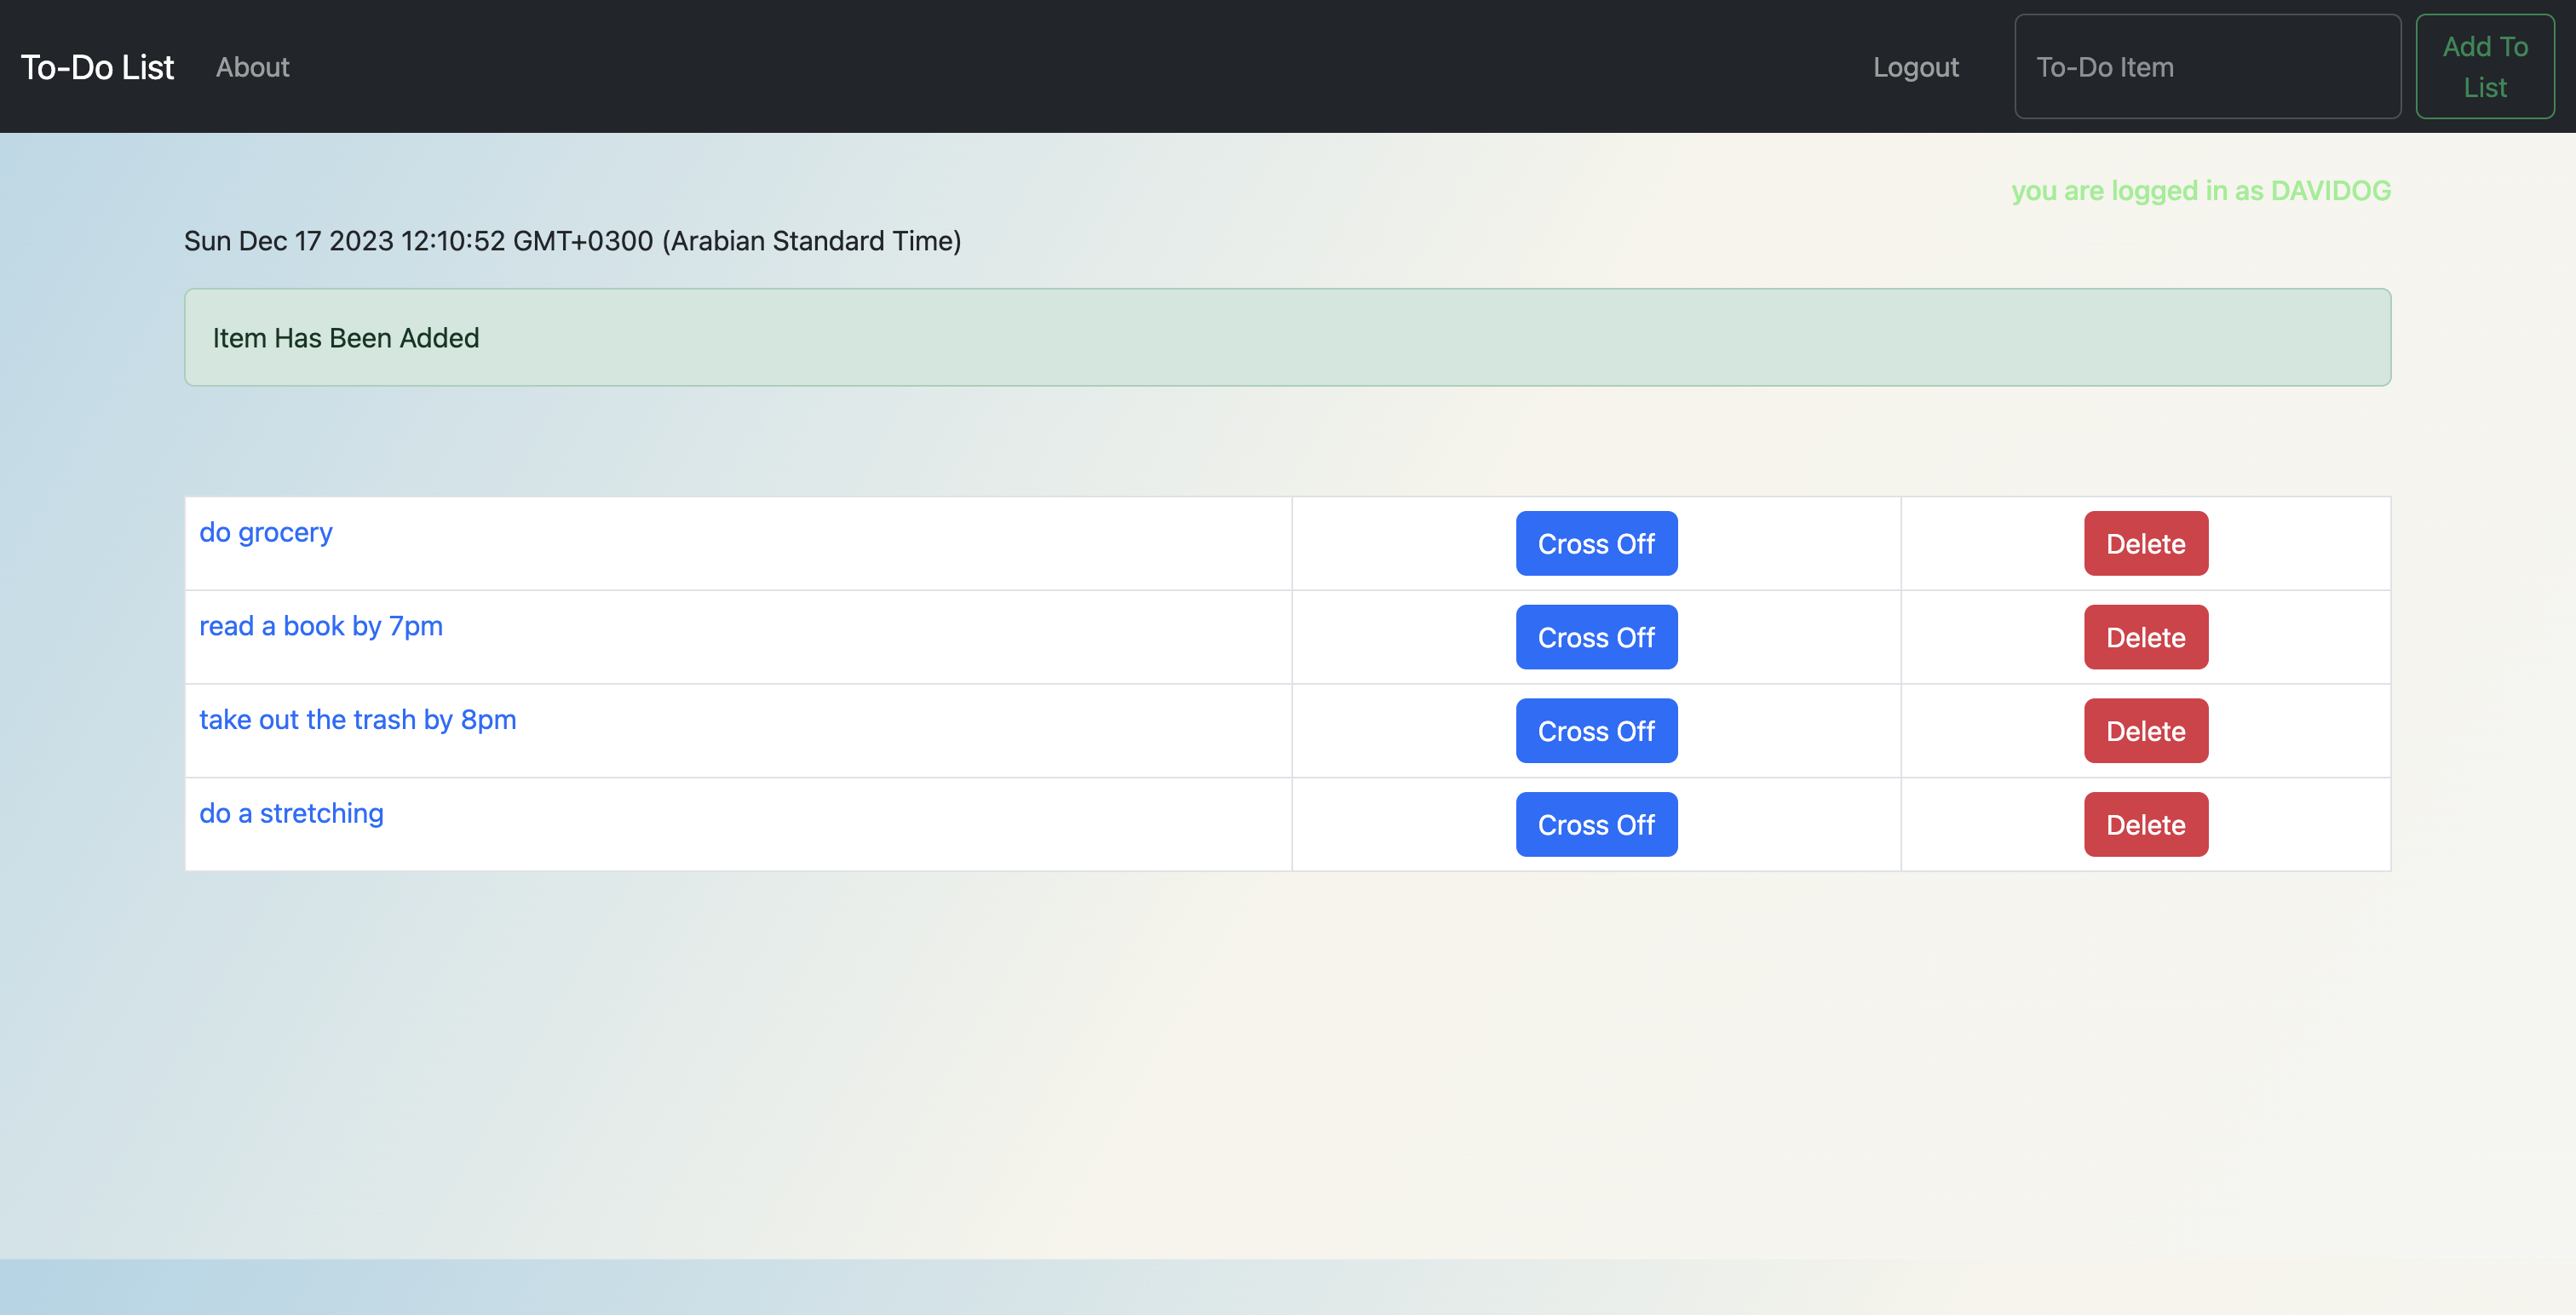 To-Do List About Logout To-Do Item Add To
List
you are logged in as DAVIDOG
Sun Dec 17 2023 12:10:52 GMT+0300 (Arabian Standard Time)
Item Has Been Added
do grocery Cross Off Delete
read a book by 7pm Cross Off Delete
take out the trash by 8pm Cross Off Delete
do a stretching Cross Off Delete